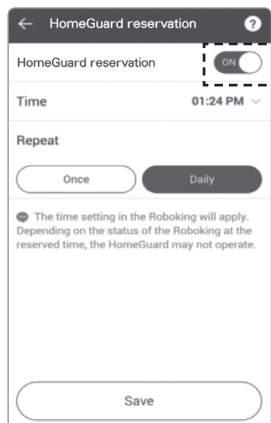 ← HomeGuard reservation ?
HomeGuard reservation ON
Time 01:24 PM
Repeat
Once Daily
The time setting in the Roboking will apply.
Depending on the status of the Roboking at the
reserved time, the HomeGuard may not operate.
Save